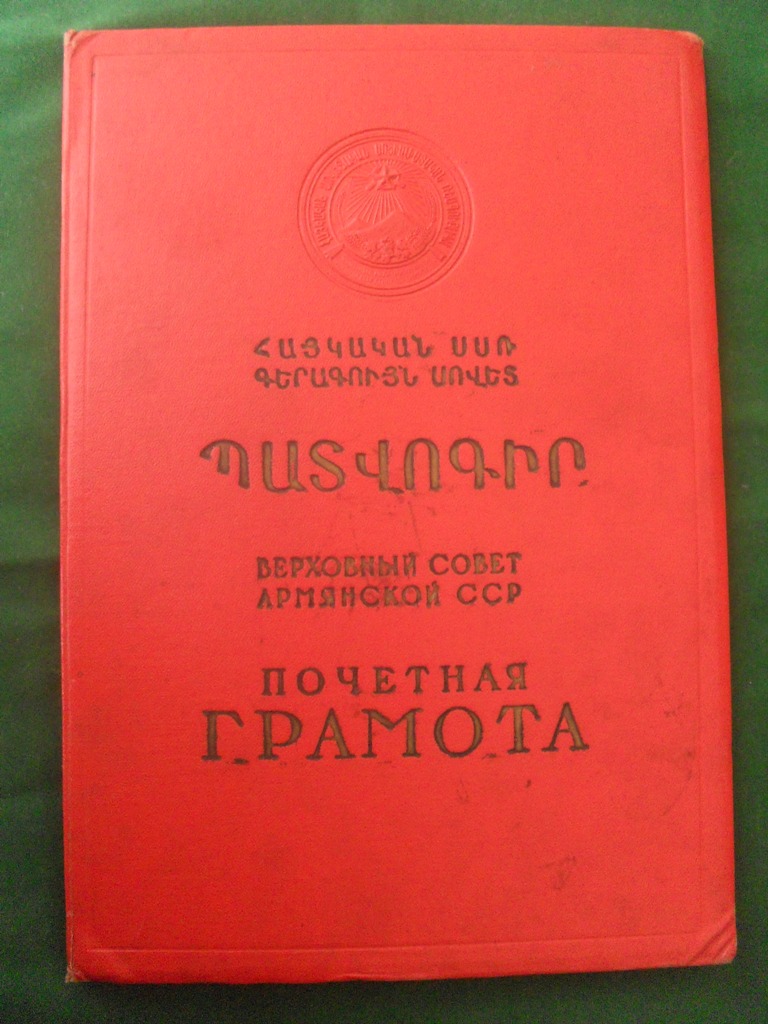 ՀԱՅԿԱԿԱՆ ՍՍՌ
ԳԵՐԱԳՈՒՅՆ ՍՈՎԵՏ
ՊԱՏՎՈԳԻՐ
ВЕРХОВНЫЙ СОВЕТ
АРМЯНСКОЙ ССР
ПОЧЕТНАЯ
ГРАМОТА